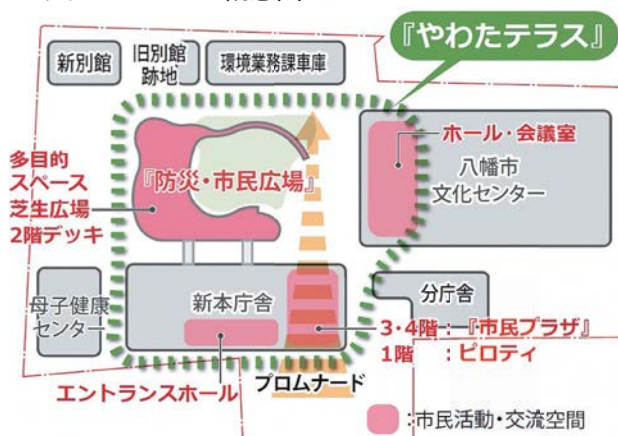 『やわたテラス』
新別館
旧別館
跡地
環境業務課車庫
多目的
スペース
芝生広場
2階デッキ
『防災・市民広場』
ホール・会議室
八幡市
文化センター
母子健康
センター
新本庁舎
分庁舎
3・4階：『市民プラザ』
1階　：ピロティ
エントランスホール
プロムナード
：市民活動・交流空間